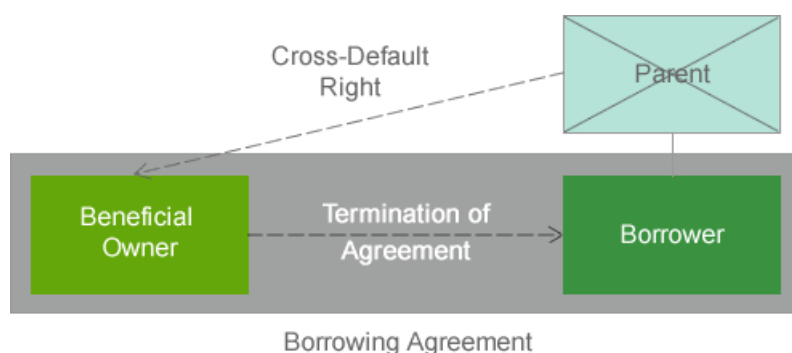 Cross-Default
Right
Parent
Beneficial
Owner
Termination of
Agreement
Borrower
Borrowing Agreement